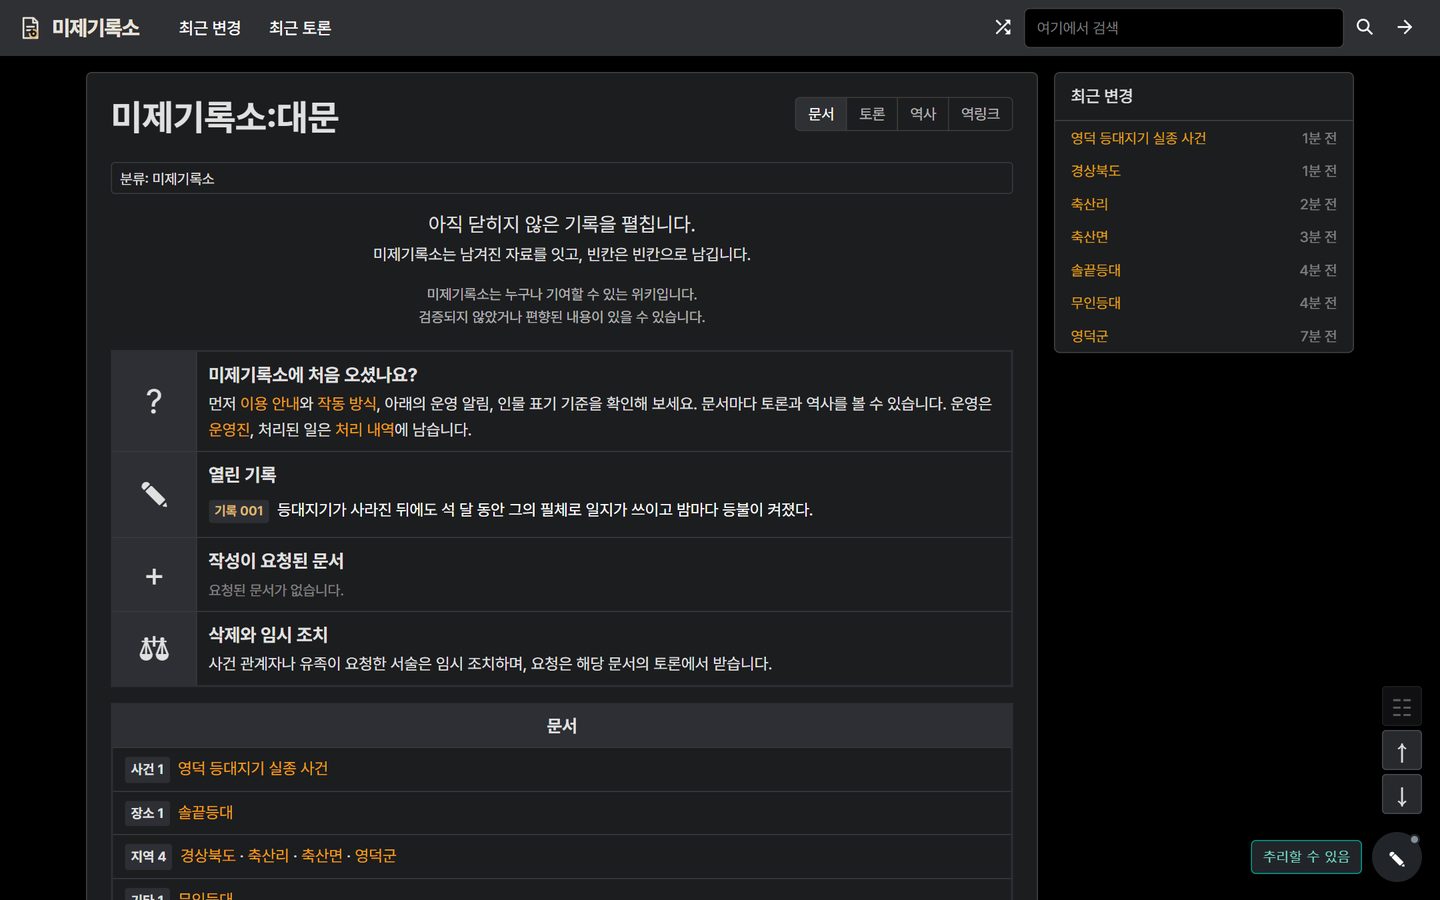 미제기록소 최근 변경 최근 토론 여기에서 검색
미제기록소:대문
문서 토론 역사 역링크
분류: 미제기록소
아직 닫히지 않은 기록을 펼칩니다.
미제기록소는 남겨진 자료를 잇고, 빈칸은 빈칸으로 남깁니다.
미제기록소는 누구나 기여할 수 있는 위키입니다.
검증되지 않았거나 편향된 내용이 있을 수 있습니다.
?
미제기록소에 처음 오셨나요?
먼저 이용 안내와 작동 방식, 아래의 운영 알림, 인물 표기 기준을 확인해 보세요. 문서마다 토론과 역사를 볼 수 있습니다. 운영은
운영진, 처리된 일은 처리 내역에 남습니다.
열린 기록
기록 001 등대지기가 사라진 뒤에도 석 달 동안 그의 필체로 일지가 쓰이고 밤마다 등불이 켜졌다.
+
작성이 요청된 문서
요청된 문서가 없습니다.
삭제와 임시 조치
사건 관계자나 유족이 요청한 서술은 임시 조치하며, 요청은 해당 문서의 토론에서 받습니다.
문서
사건 1 영덕 등대지기 실종 사건
장소 1 솔끝등대
지역 4 경상북도 · 축산리 · 축산면 · 영덕군
기타 1 무인등대
최근 변경
영덕 등대지기 실종 사건 1분 전
경상북도 1분 전
축산리 2분 전
축산면 3분 전
솔끝등대 4분 전
무인등대 4분 전
영덕군 7분 전
추리할 수 있음